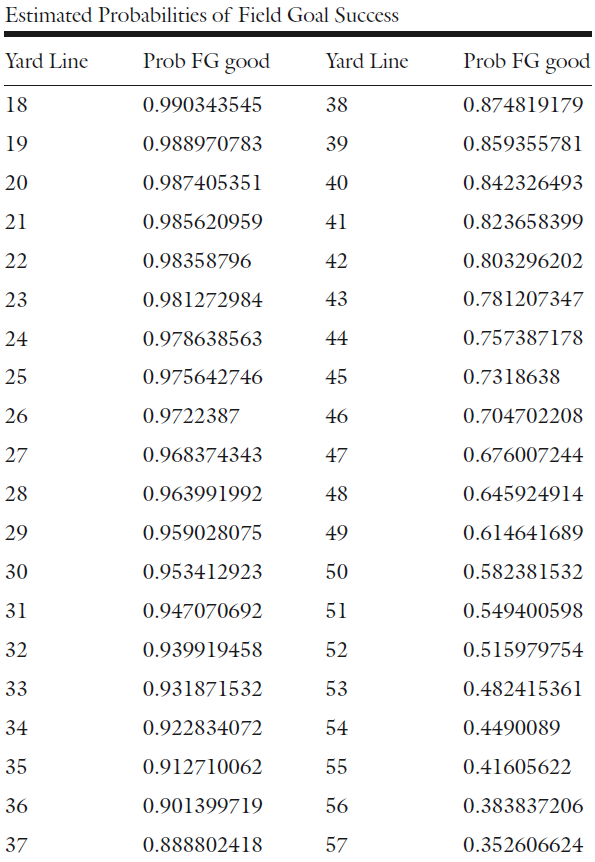 Estimated Probabilities of Field Goal Success
Yard Line Prob FG good Yard Line Prob FG good
18 0.990343545 38 0.874819179
19 0.988970783 39 0.859355781
20 0.987405351 40 0.842326493
21 0.985620959 41 0.823658399
22 0.98358796 42 0.803296202
23 0.981272984 43 0.781207347
24 0.978638563 44 0.757387178
25 0.975642746 45 0.7318638
26 0.9722387 46 0.704702208
27 0.968374343 47 0.676007244
28 0.963991992 48 0.645924914
29 0.959028075 49 0.614641689
30 0.953412923 50 0.582381532
31 0.947070692 51 0.549400598
32 0.939919458 52 0.515979754
33 0.931871532 53 0.482415361
34 0.922834072 54 0.4490089
35 0.912710062 55 0.41605622
36 0.901399719 56 0.383837206
37 0.888802418 57 0.352606624